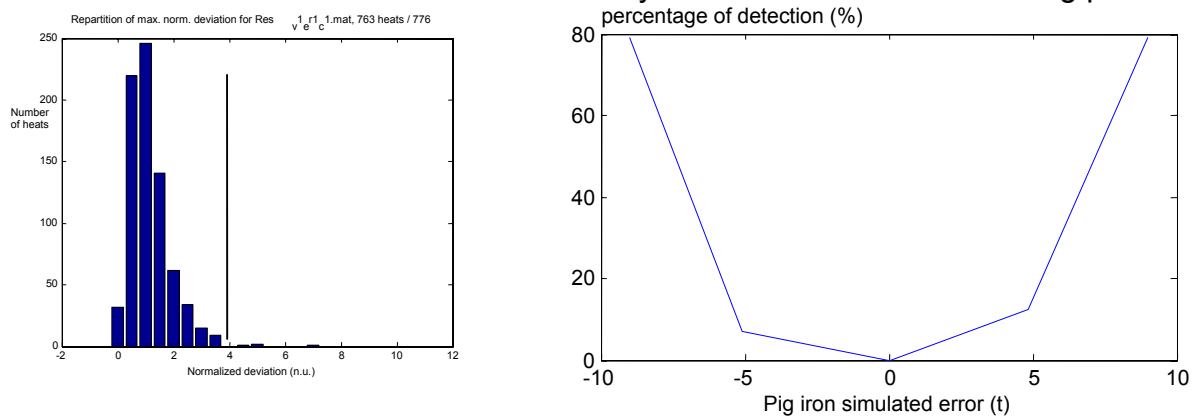 Repartition of max. norm. deviation for Res v1er1c1.mat, 763 heats / 776
250
200
Number
of heats
150
100
50
0
-2 0 2 4 6 8 10 12
Normalized deviation (n.u.)
percentage of detection (%)
80
60
40
20
0
-10 -5 0 5 10
Pig iron simulated error (t)